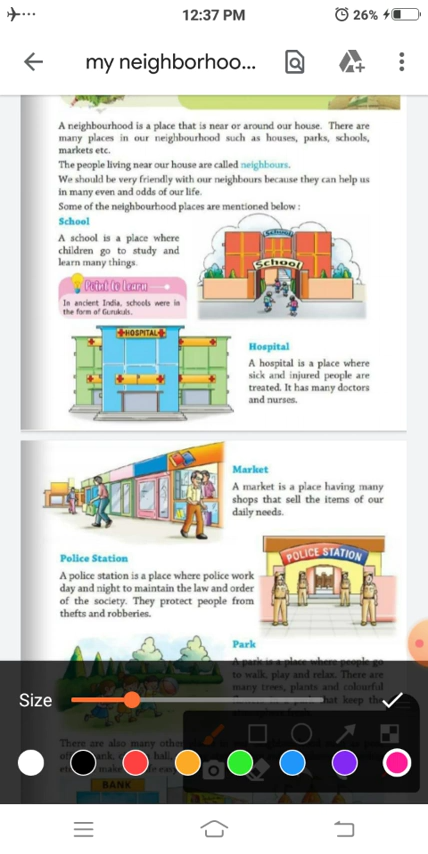 12:37 PM
26%
my neighborhoo...
A neighbourhood is a place that is near or around our house. There are
many places in our neighbourhood such as houses, parks, schools,
markets etc.
The people living near our house are called neighbours.
We should be very friendly with our neighbours because they can help us
in many even and odds of our life.
Some of the neighbourhood places are mentioned below :
School
A school is a place where
children go to study and
learn many things.
Point to Learn
In ancient India, schools were in
the form of Gurukuls.
School
School
HOSPITAL
Hospital
A hospital is a place where
sick and injured people are
treated. It has many doctors
and nurses.
Market
A market is a place having many
shops that sell the items of our
daily needs.
Police Station
A police station is a place where police work
day and night to maintain the law and order
of the society. They protect people from
thefts and robberies.
POLICE STATION
Park
A park is a place where people go
to walk, play and relax. There are
many trees, plants and colourful
that keep the
Size
There are also many other
BANK